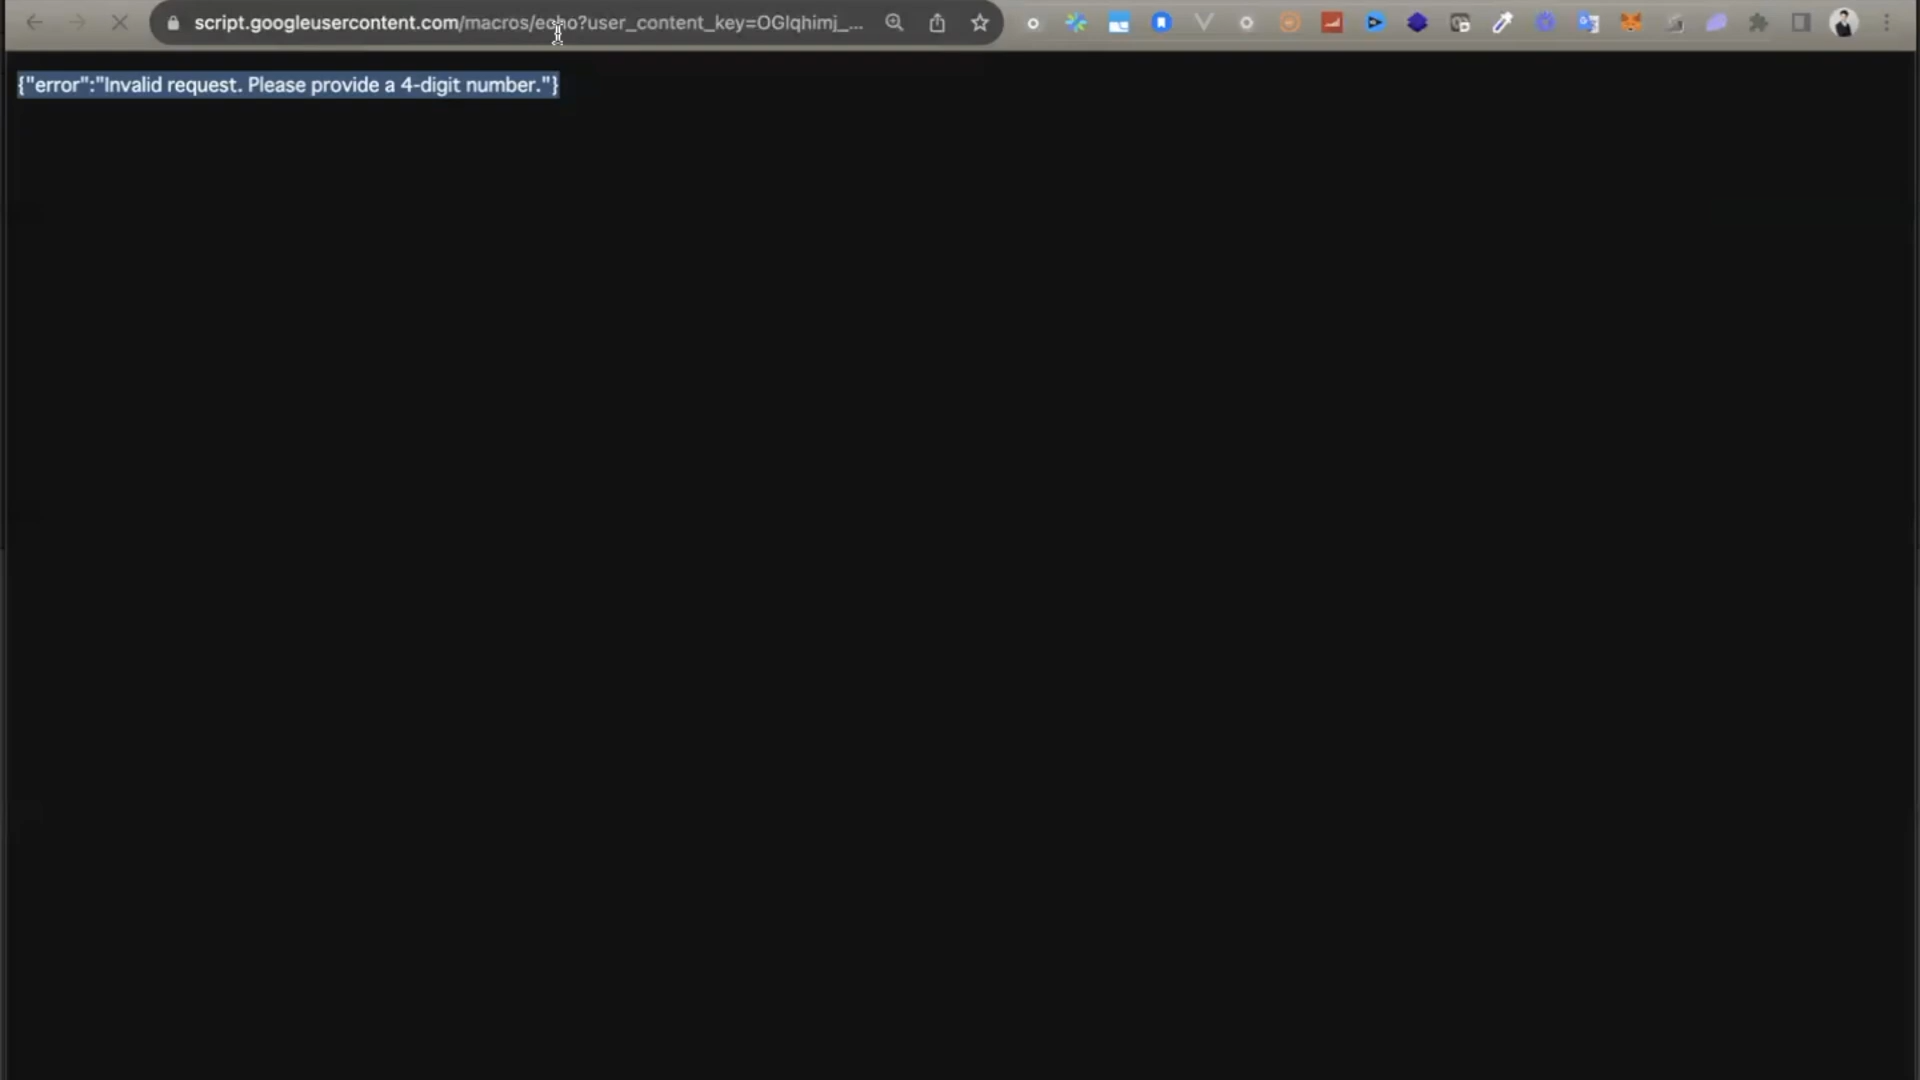 script.googleusercontent.com/macros/echo?user_content_key=OGlqhimj_...
{"error":"Invalid request. Please provide a 4-digit number."}